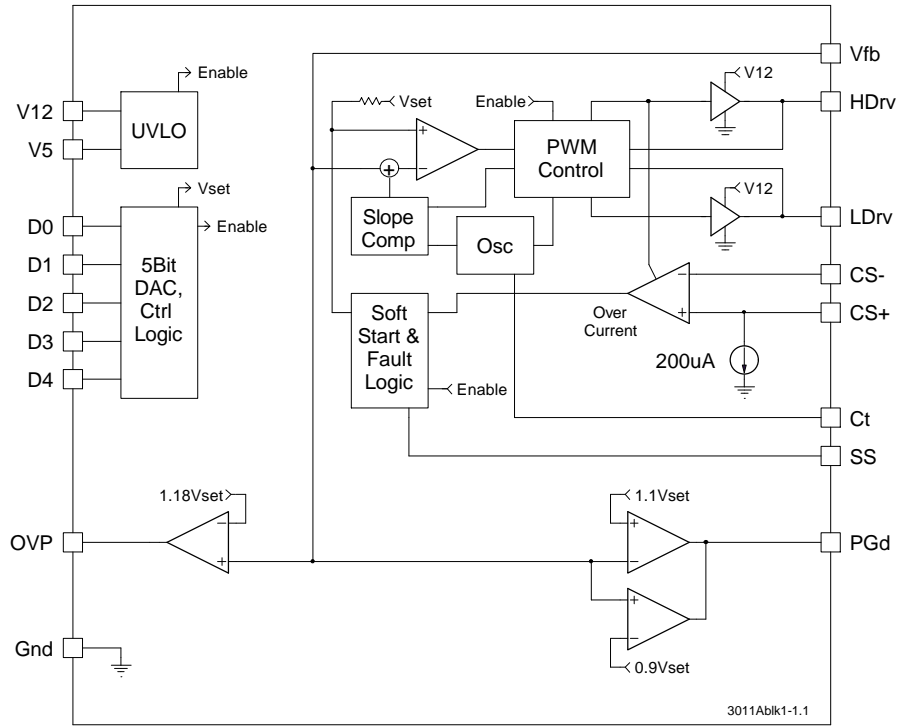 Vfb
Enable
V12
V12
Vset
Enable
HDrv
UVLO
+
PWM
Control
V5
−
+
Vset
V12
D0
Enable
Slope
Comp
Osc
LDrv
D1
5Bit
DAC,
Ctrl
Logic
−
CS-
D2
Soft
Start &
Fault
Logic
Over
Current
+
CS+
D3
200uA
D4
Enable
Ct
SS
1.18Vset
1.1Vset
−
+
OVP
PGd
+
−
+
−
Gnd
0.9Vset
3011Ablk1-1.1